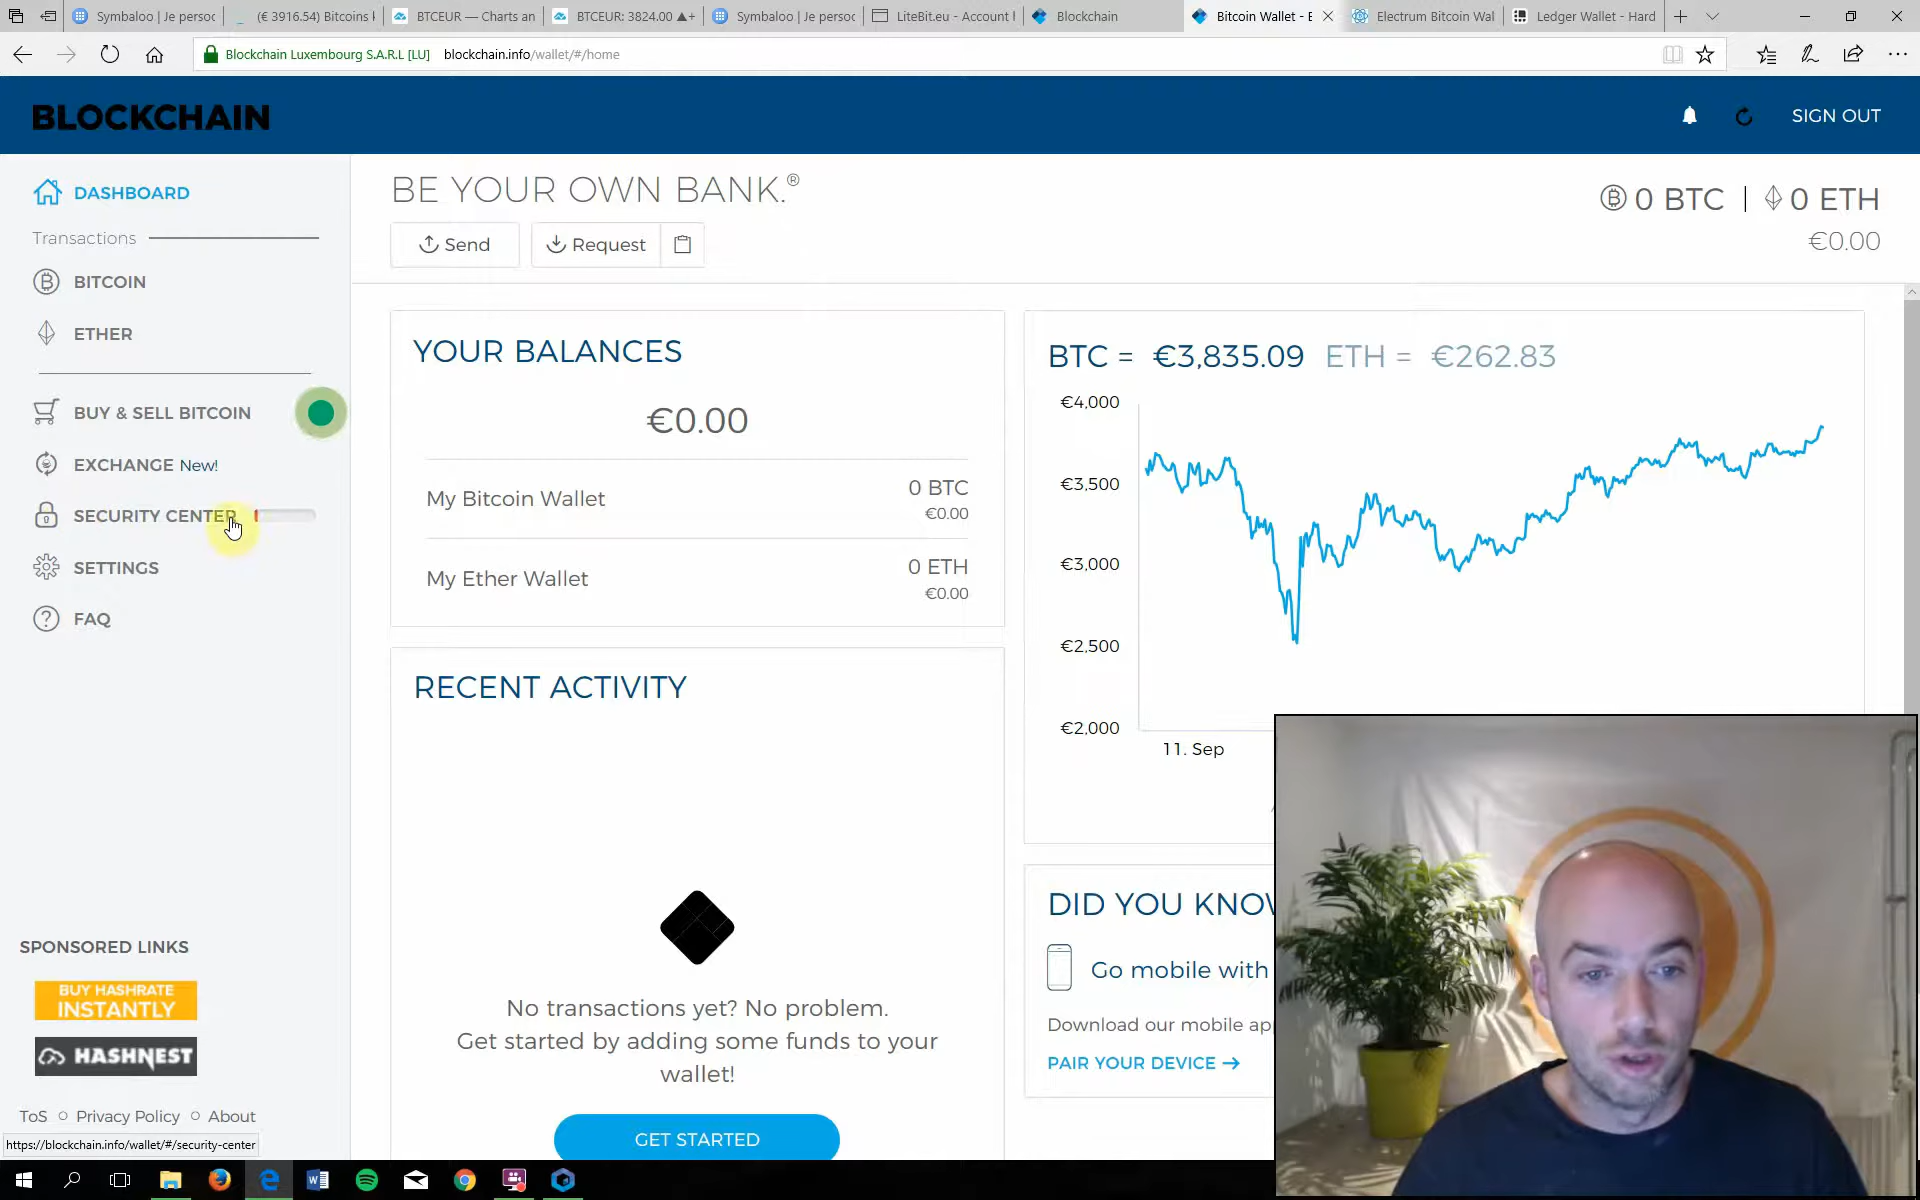 Symbaloo | Je persoc
(€ 3916.54) Bitcoins k
BTCEUR — Charts an
BTCEUR: 3824.00 ▲+
Symbaloo | Je persoc
LiteBit.eu - Account
Blockchain
Bitcoin Wallet - E
Electrum Bitcoin Wal
Ledger Wallet - Hard
Blockchain Luxembourg S.A.R.L [LU]
blockchain.info/wallet/#/home
BLOCKCHAIN
SIGN OUT
DASHBOARD
Transactions
BITCOIN
ETHER
BUY & SELL BITCOIN
EXCHANGE New!
SECURITY CENTER
SETTINGS
FAQ
SPONSORED LINKS
BUY HASHRATE
INSTANTLY
HASHNEST
ToS
Privacy Policy
About
https://blockchain.info/wallet/#/security-center
BE YOUR OWN BANK.®
Send
Request
0 BTC | 0 ETH
€0.00
YOUR BALANCES
€0.00
My Bitcoin Wallet
0 BTC
€0.00
My Ether Wallet
0 ETH
€0.00
RECENT ACTIVITY
No transactions yet? No problem.
Get started by adding some funds to your
wallet!
GET STARTED
BTC = €3,835.09 ETH = €262.83
€4,000
€3,500
€3,000
€2,500
€2,000
11. Sep
DID YOU KNOW
Go mobile with
Download our mobile ap
PAIR YOUR DEVICE →